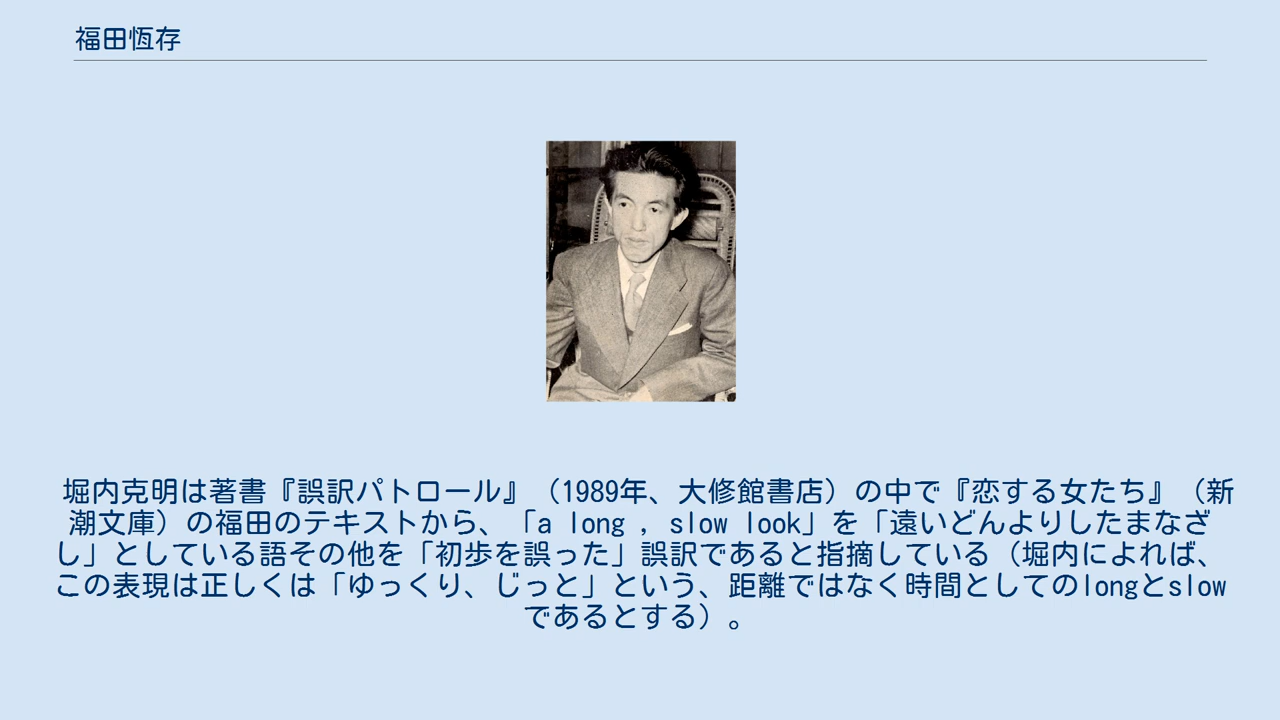 福田恆存
堀内克明は著書『誤訳パトロール』（1989年、大修館書店）の中で『恋する女たち』（新
潮文庫）の福田のテキストから、「a long , slow look」を「遠いどんよりしたまなざ
し」としている語その他を「初歩を誤った」誤訳であると指摘している（堀内によれば、
この表現は正しくは「ゆっくり、じっと」という、距離ではなく時間としてのlongとslow
であるとする）。